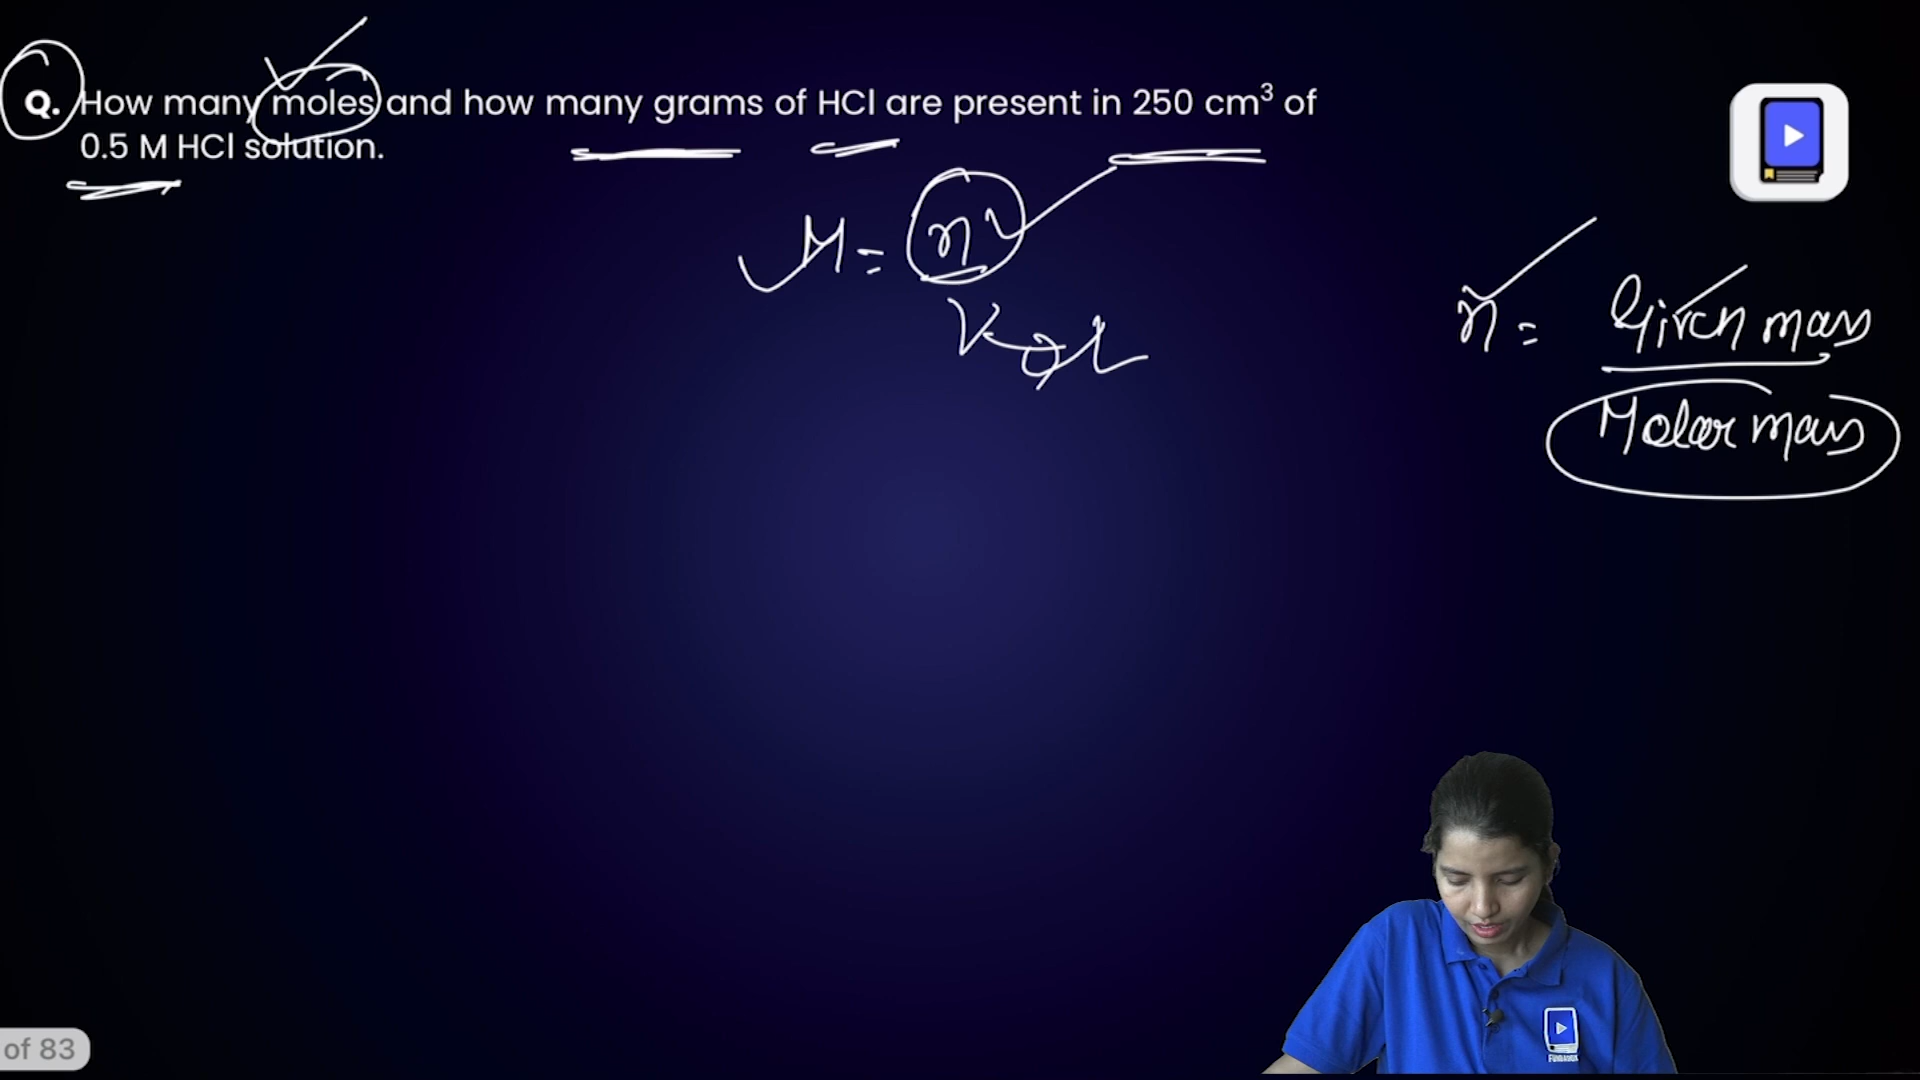 Q. How many moles and how many grams of HCl are present in 250 cm³ of
0.5 M HCl solution.
M = n
V L
n = Given mass
Molar mass
of 83